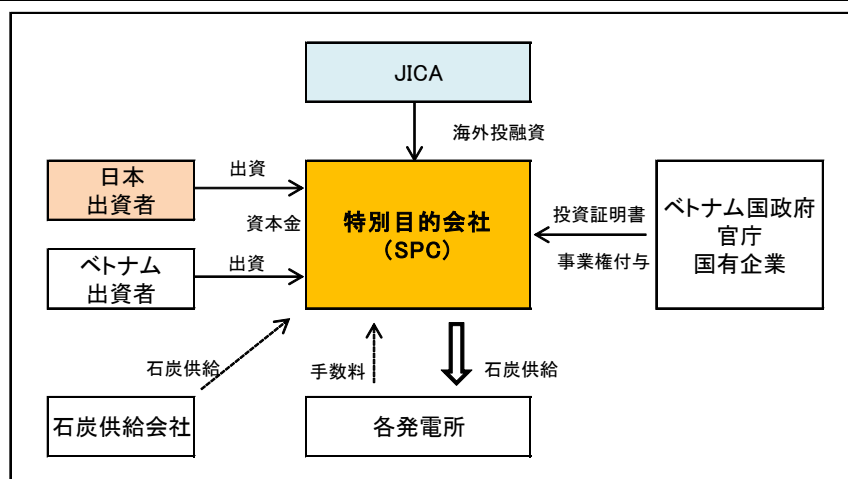 JICA
海外投融資
日本
出資者
出資
資本金
特別目的会社
(SPC)
投資証明書
事業権付与
ベトナム国政府
官庁
国有企業
ベトナム
出資者
出資
石炭供給
手数料
石炭供給
石炭供給会社
各発電所